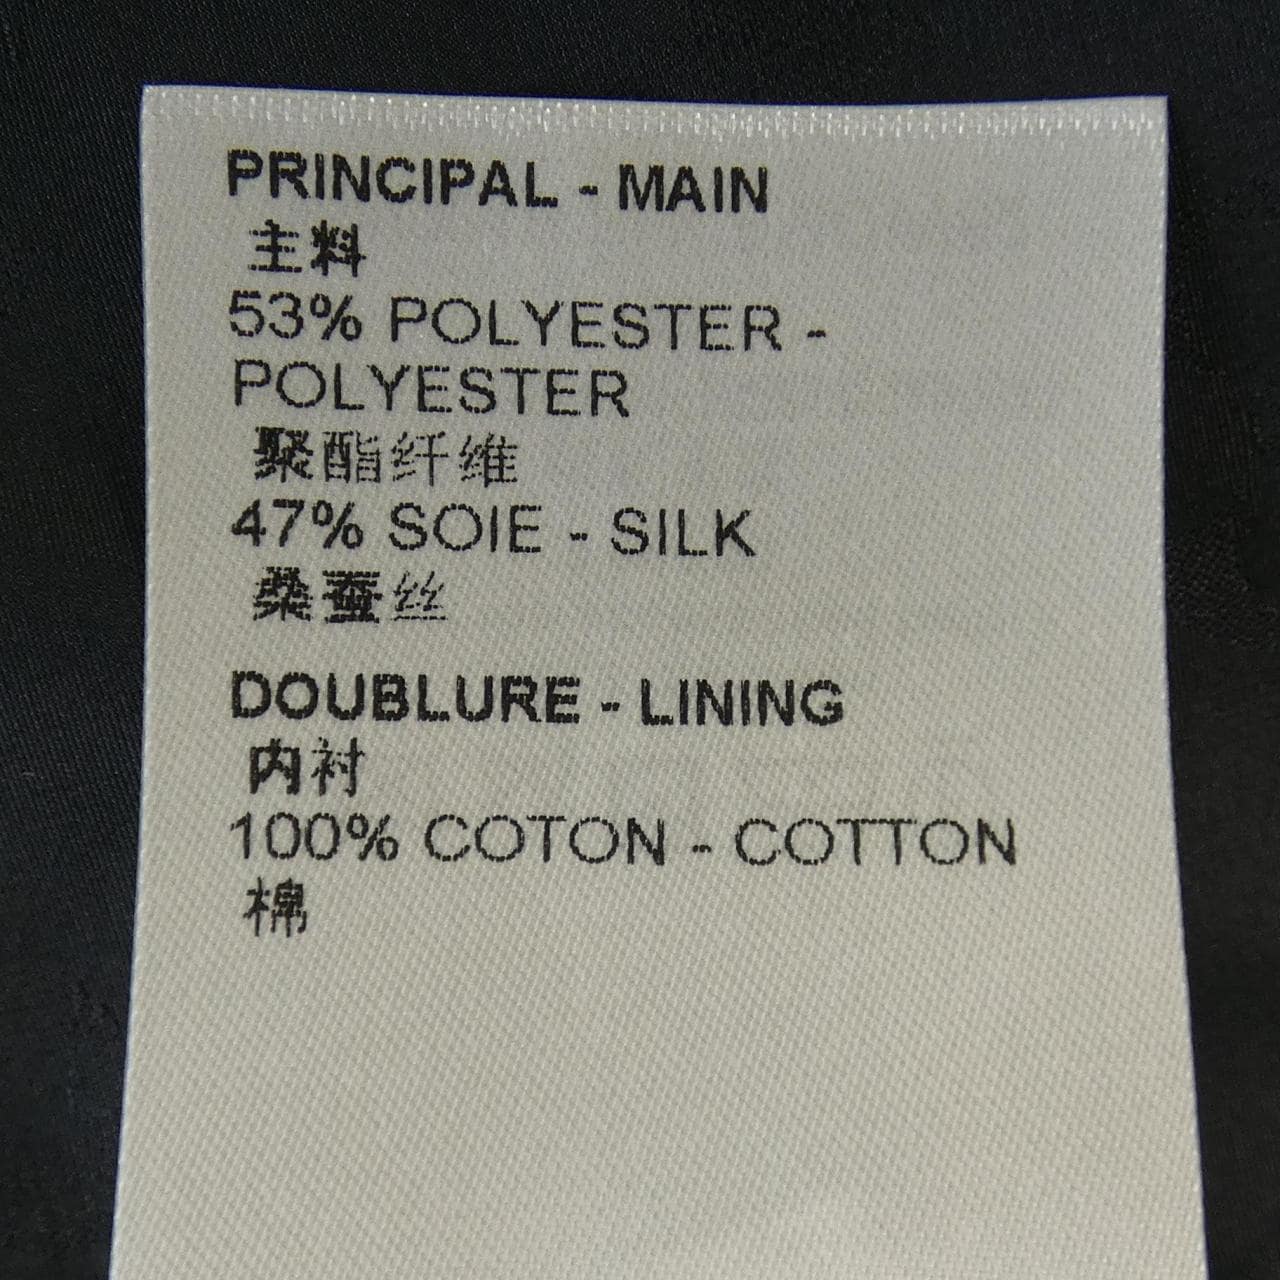 PRINCIPAL - MAIN
主料
53% POLYESTER -
POLYESTER
聚酯纤维
47% SOIE - SILK
桑蚕丝
DOUBLURE - LINING
内衬
100% COTON - COTTON
棉